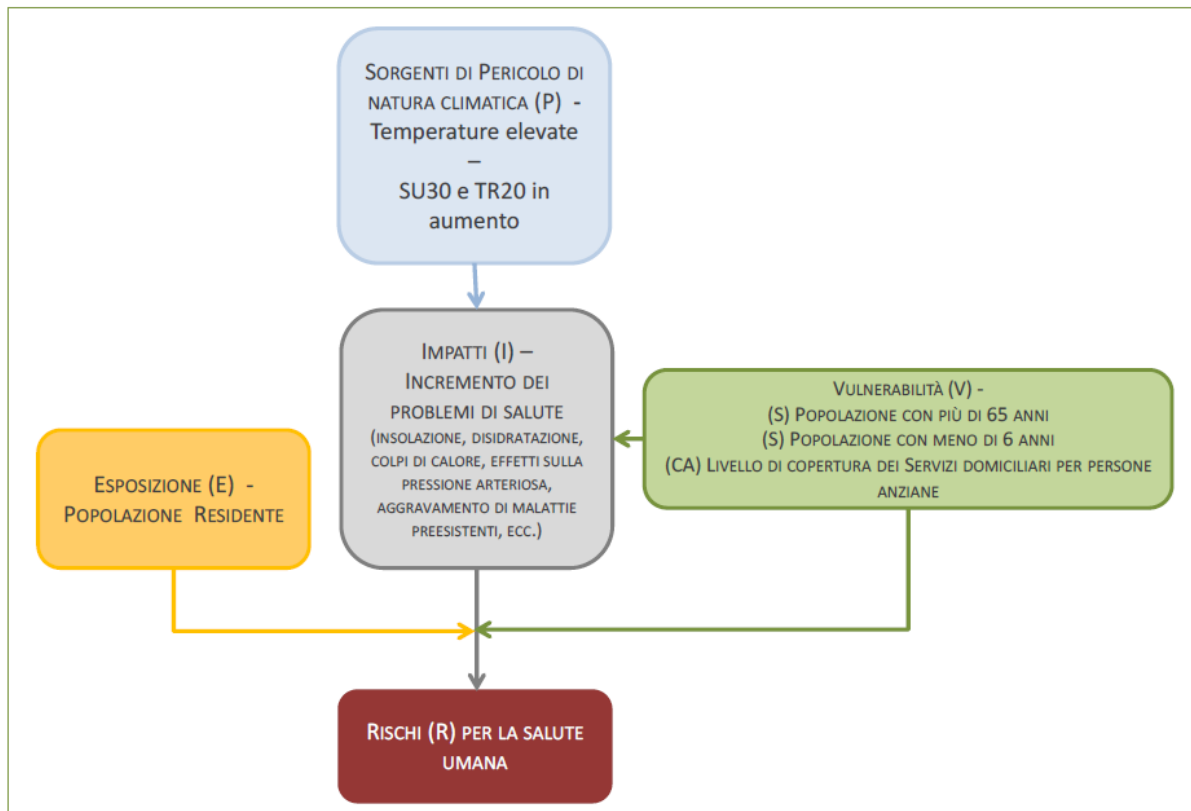 SORGENTI DI PERICOLO DI
NATURA CLIMATICA (P) -
Temperature elevate
–
SU30 e TR20 in
aumento
IMPATTI (I) –
INCREMENTO DEI
PROBLEMI DI SALUTE
(INSOLAZIONE, DISIDRATAZIONE,
COLPI DI CALORE, EFFETTI SULLA
PRESSIONE ARTERIOSA,
AGGRAVAMENTO DI MALATTIE
PREESISTENTI, ECC.)
VULNERABILITÀ (V) -
(S) POPOLAZIONE CON PIÙ DI 65 ANNI
(S) POPOLAZIONE CON MENO DI 6 ANNI
(CA) LIVELLO DI COPERTURA DEI SERVIZI DOMICILIARI PER PERSONE
ANZIANE
ESPOSIZIONE (E) -
POPOLAZIONE RESIDENTE
RISCHI (R) PER LA SALUTE
UMANA